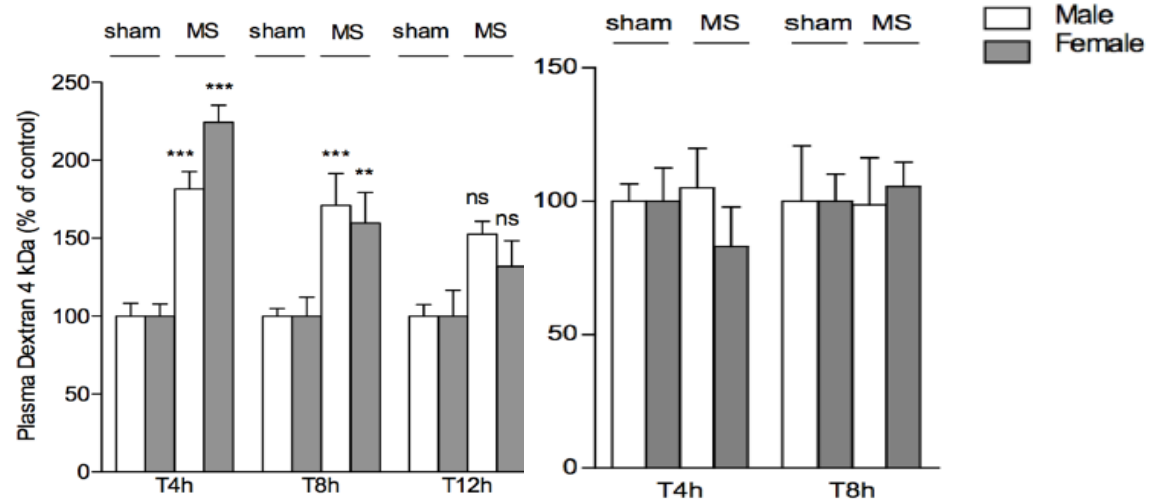 sham MS sham MS sham MS
Plasma Dextran 4 kDa (% of control)
250
200
150
100
50
0
***
***
***
**
ns
ns
T4h T8h T12h
sham MS sham MS
150
100
50
0
T4h T8h
Male
Female